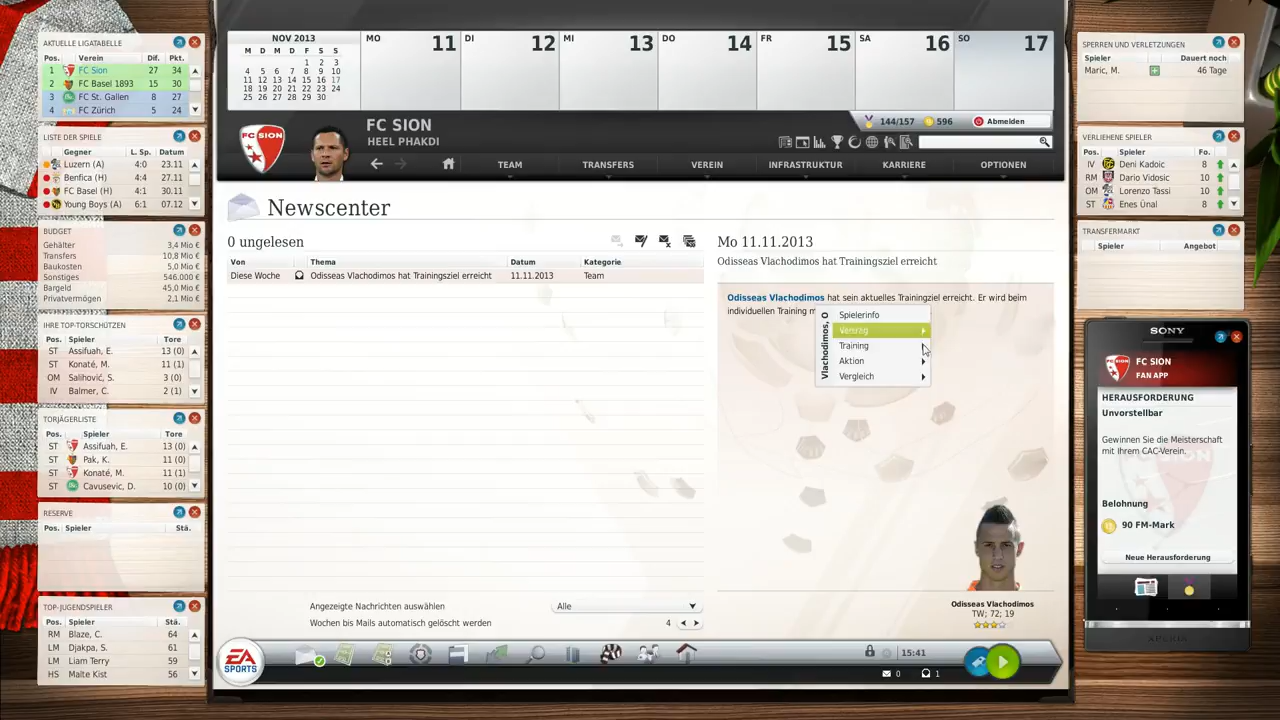 AKTUELLE LIGATABELLE
Pos. Verein Dif. Pkt.
1 FC Sion 27 34
2 FC Basel 1893 15 30
3 FC St. Gallen 8 27
4 FC Zürich 5 24
LISTE DER SPIELE
Gegner L. Sp. Datum
Luzern (A) 4:0 23.11
Benfica (H) 4:4 27.11
FC Basel (H) 4:1 30.11
Young Boys (A) 6:1 07.12
BUDGET
Gehälter 3,4 Mio €
Transfers 10,8 Mio €
Baukosten 5,0 Mio €
Sonstiges 546.000 €
Bargeld 45,0 Mio €
Privatvermögen 2,1 Mio €
IHRE TOP-TORSCHÜTZEN
Pos. Spieler Tore
ST Assifuah, E. 13 (0)
ST Konaté, M. 11 (1)
OM Salihović, S. 3 (0)
IV Balmer, C. 2 (1)
TORJÄGERLISTE
Pos. Spieler Tore
ST Assifuah, E. 13 (0)
ST Pak, K. 11 (0)
ST Konaté, M. 11 (1)
ST Cavusevic, D. 10 (0)
RESERVE
Pos. Spieler Stä.
TOP-JUGENDSPIELER
Pos. Spieler Stä.
RM Blaze, C. 64
LM Djakpa, S. 61
LM Liam Terry 59
HS Malte Kist 56
NOV 2013
M D M D F S S
1 2 3
4 5 6 7 8 9 10
11 12 13 14 15 16 17
18 19 20 21 22 23 24
25 26 27 28 29 30
MO 11
DI 12
MI 13
DO 14
FR 15
SA 16
SO 17
FC SION
FC SION
HEEL PHAKDI
144/157 596 Abmelden
TEAM TRANSFERS VEREIN INFRASTRUKTUR KARRIERE OPTIONEN
Newscenter
0 ungelesen
Von Thema Datum Kategorie
Diese Woche Odisseas Vlachodimos hat Trainingsziel erreicht 11.11.2013 Team
Mo 11.11.2013
Odisseas Vlachodimos hat Trainingsziel erreicht
Odisseas Vlachodimos hat sein aktuelles Trainingziel erreicht. Er wird beim
individuellen Training m
Vlachodimos, O
Spielerinfo
Vertrag
Training
Aktion
Vergleich
Odisseas Vlachodimos
TW; 72; 19
Angezeigte Nachrichten auswählen Alle
Wochen bis Mails automatisch gelöscht werden 4
EA
SPORTS
15:41
0 1
SPERREN UND VERLETZUNGEN
Spieler Dauert noch
Maric, M. 46 Tage
VERLIEHENE SPIELER
Pos. Spieler Fo.
IV Deni Kadoic 8
RM Dario Vidosic 10
OM Lorenzo Tassi 10
ST Enes Ünal 8
TRANSFERMARKT
Spieler Angebot
SONY
FC SION
FAN APP
HERAUSFORDERUNG
Unvorstellbar
Gewinnen Sie die Meisterschaft
mit Ihrem CAC-Verein.
Belohnung
90 FM-Mark
Neue Herausforderung
XPERIA